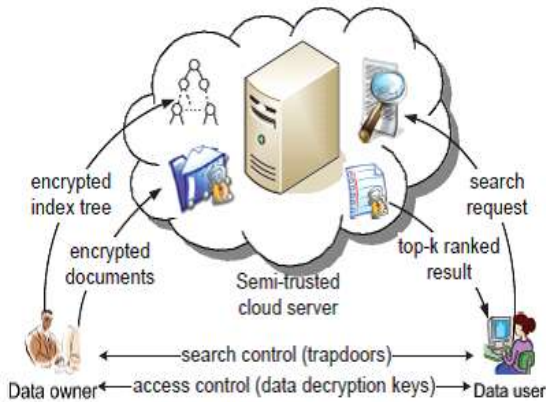 encrypted
index tree
encrypted
documents
Semi-trusted
cloud server
search
request
top-k ranked
result
search control (trapdoors)
access control (data decryption keys)
Data owner
Data user